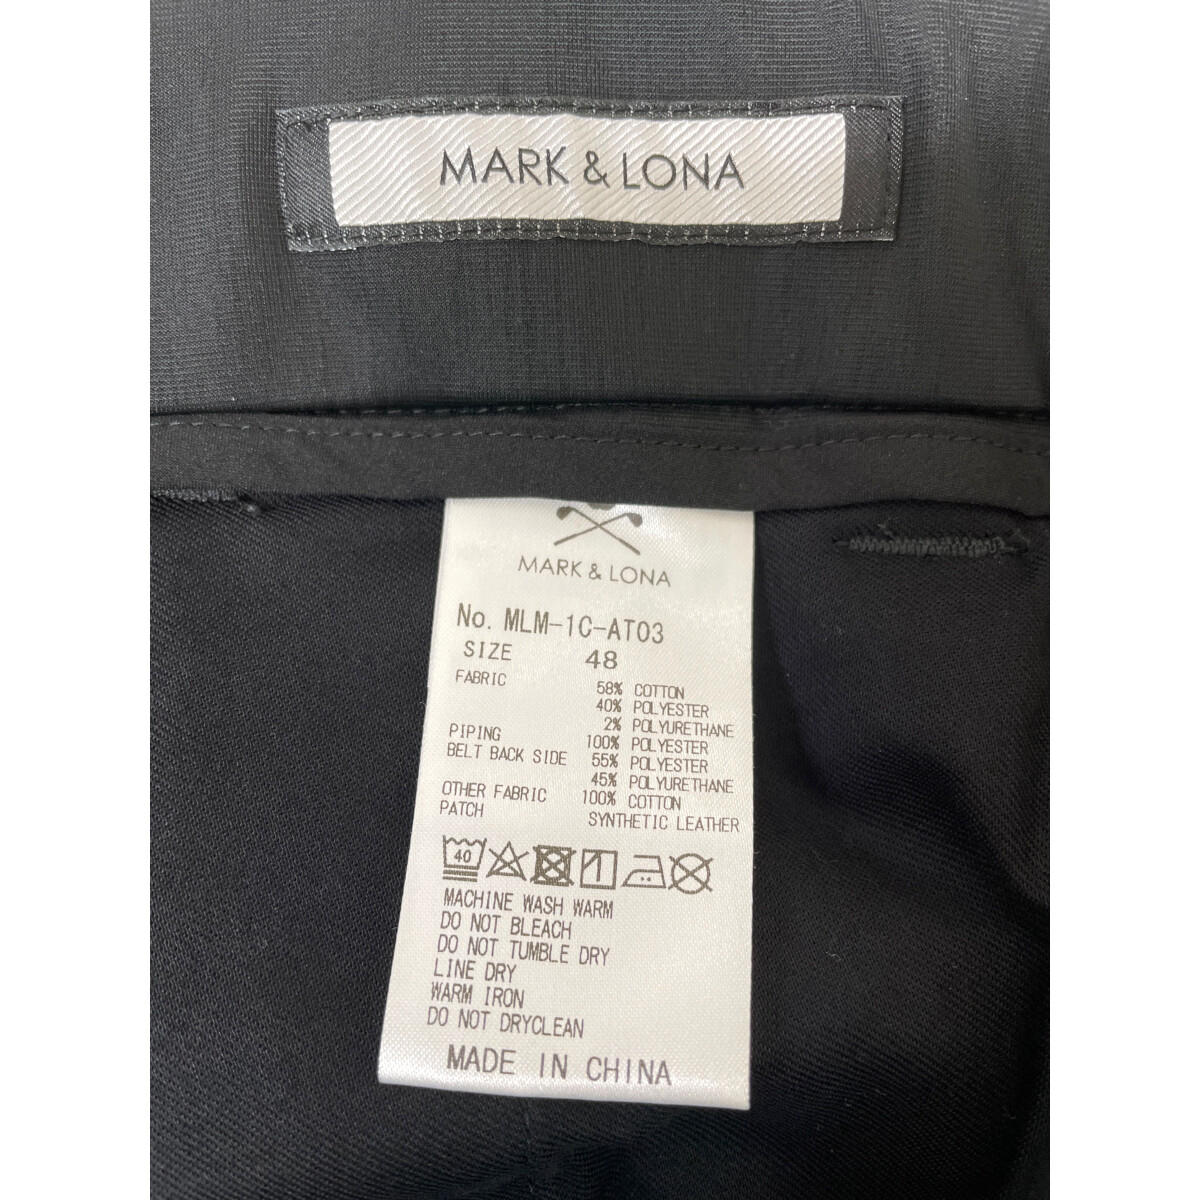 MARK & LONA
MARK & LONA
No. MLM-1C-AT03
SIZE 48
FABRIC 58% COTTON
40% POLYESTER
2% POLYURETHANE
PIPING 100% POLYESTER
BELT BACK SIDE 55% POLYESTER
45% POLYURETHANE
OTHER FABRIC 100% COTTON
PATCH SYNTHETIC LEATHER
40
MACHINE WASH WARM
DO NOT BLEACH
DO NOT TUMBLE DRY
LINE DRY
WARM IRON
DO NOT DRYCLEAN
MADE IN CHINA